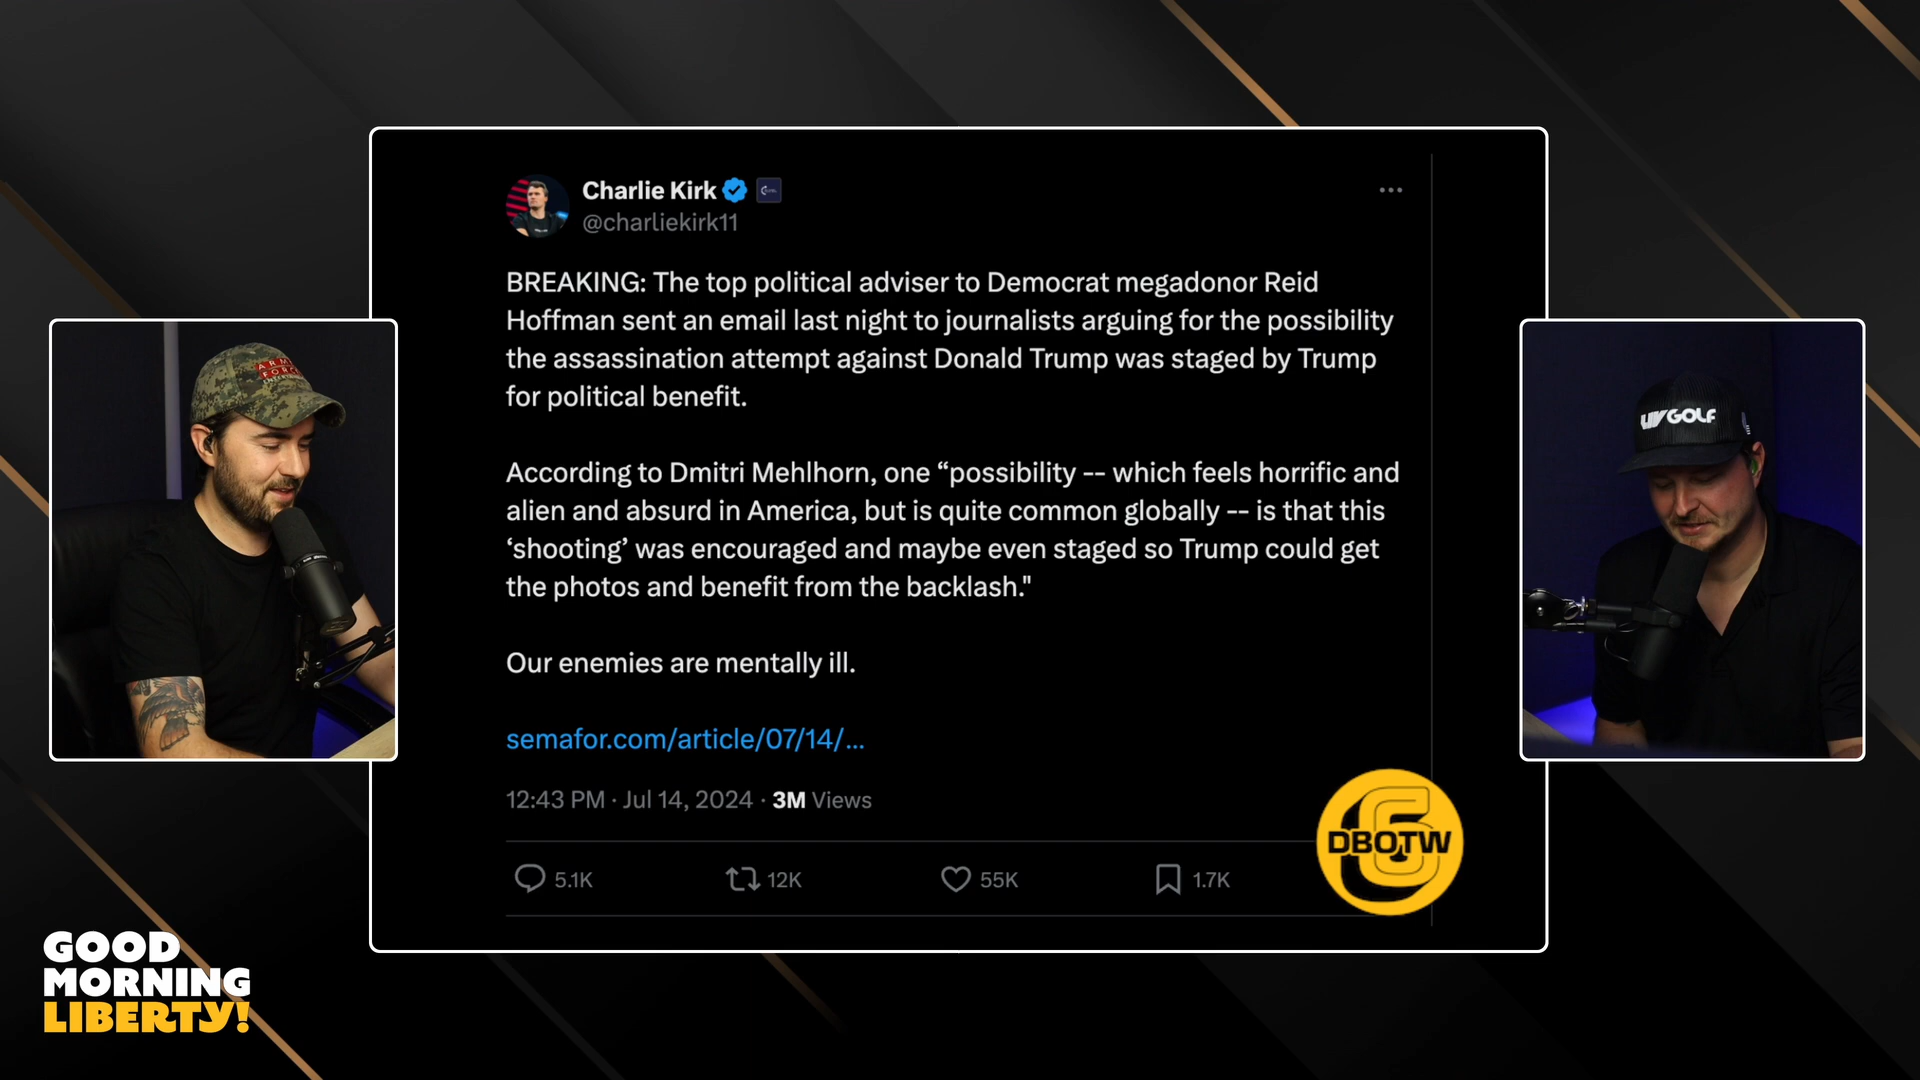 Charlie Kirk
@charliekirk11
BREAKING: The top political adviser to Democrat megadonor Reid
Hoffman sent an email last night to journalists arguing for the possibility
the assassination attempt against Donald Trump was staged by Trump
for political benefit.
According to Dmitri Mehlhorn, one “possibility -- which feels horrific and
alien and absurd in America, but is quite common globally -- is that this
‘shooting’ was encouraged and maybe even staged so Trump could get
the photos and benefit from the backlash."
Our enemies are mentally ill.
semafor.com/article/07/14/...
12:43 PM · Jul 14, 2024 · 3M Views
5.1K 12K 55K 1.7K
6
DBOTW
ARMED
FORCES
LIV GOLF
GOOD
MORNING
LIBERTY!